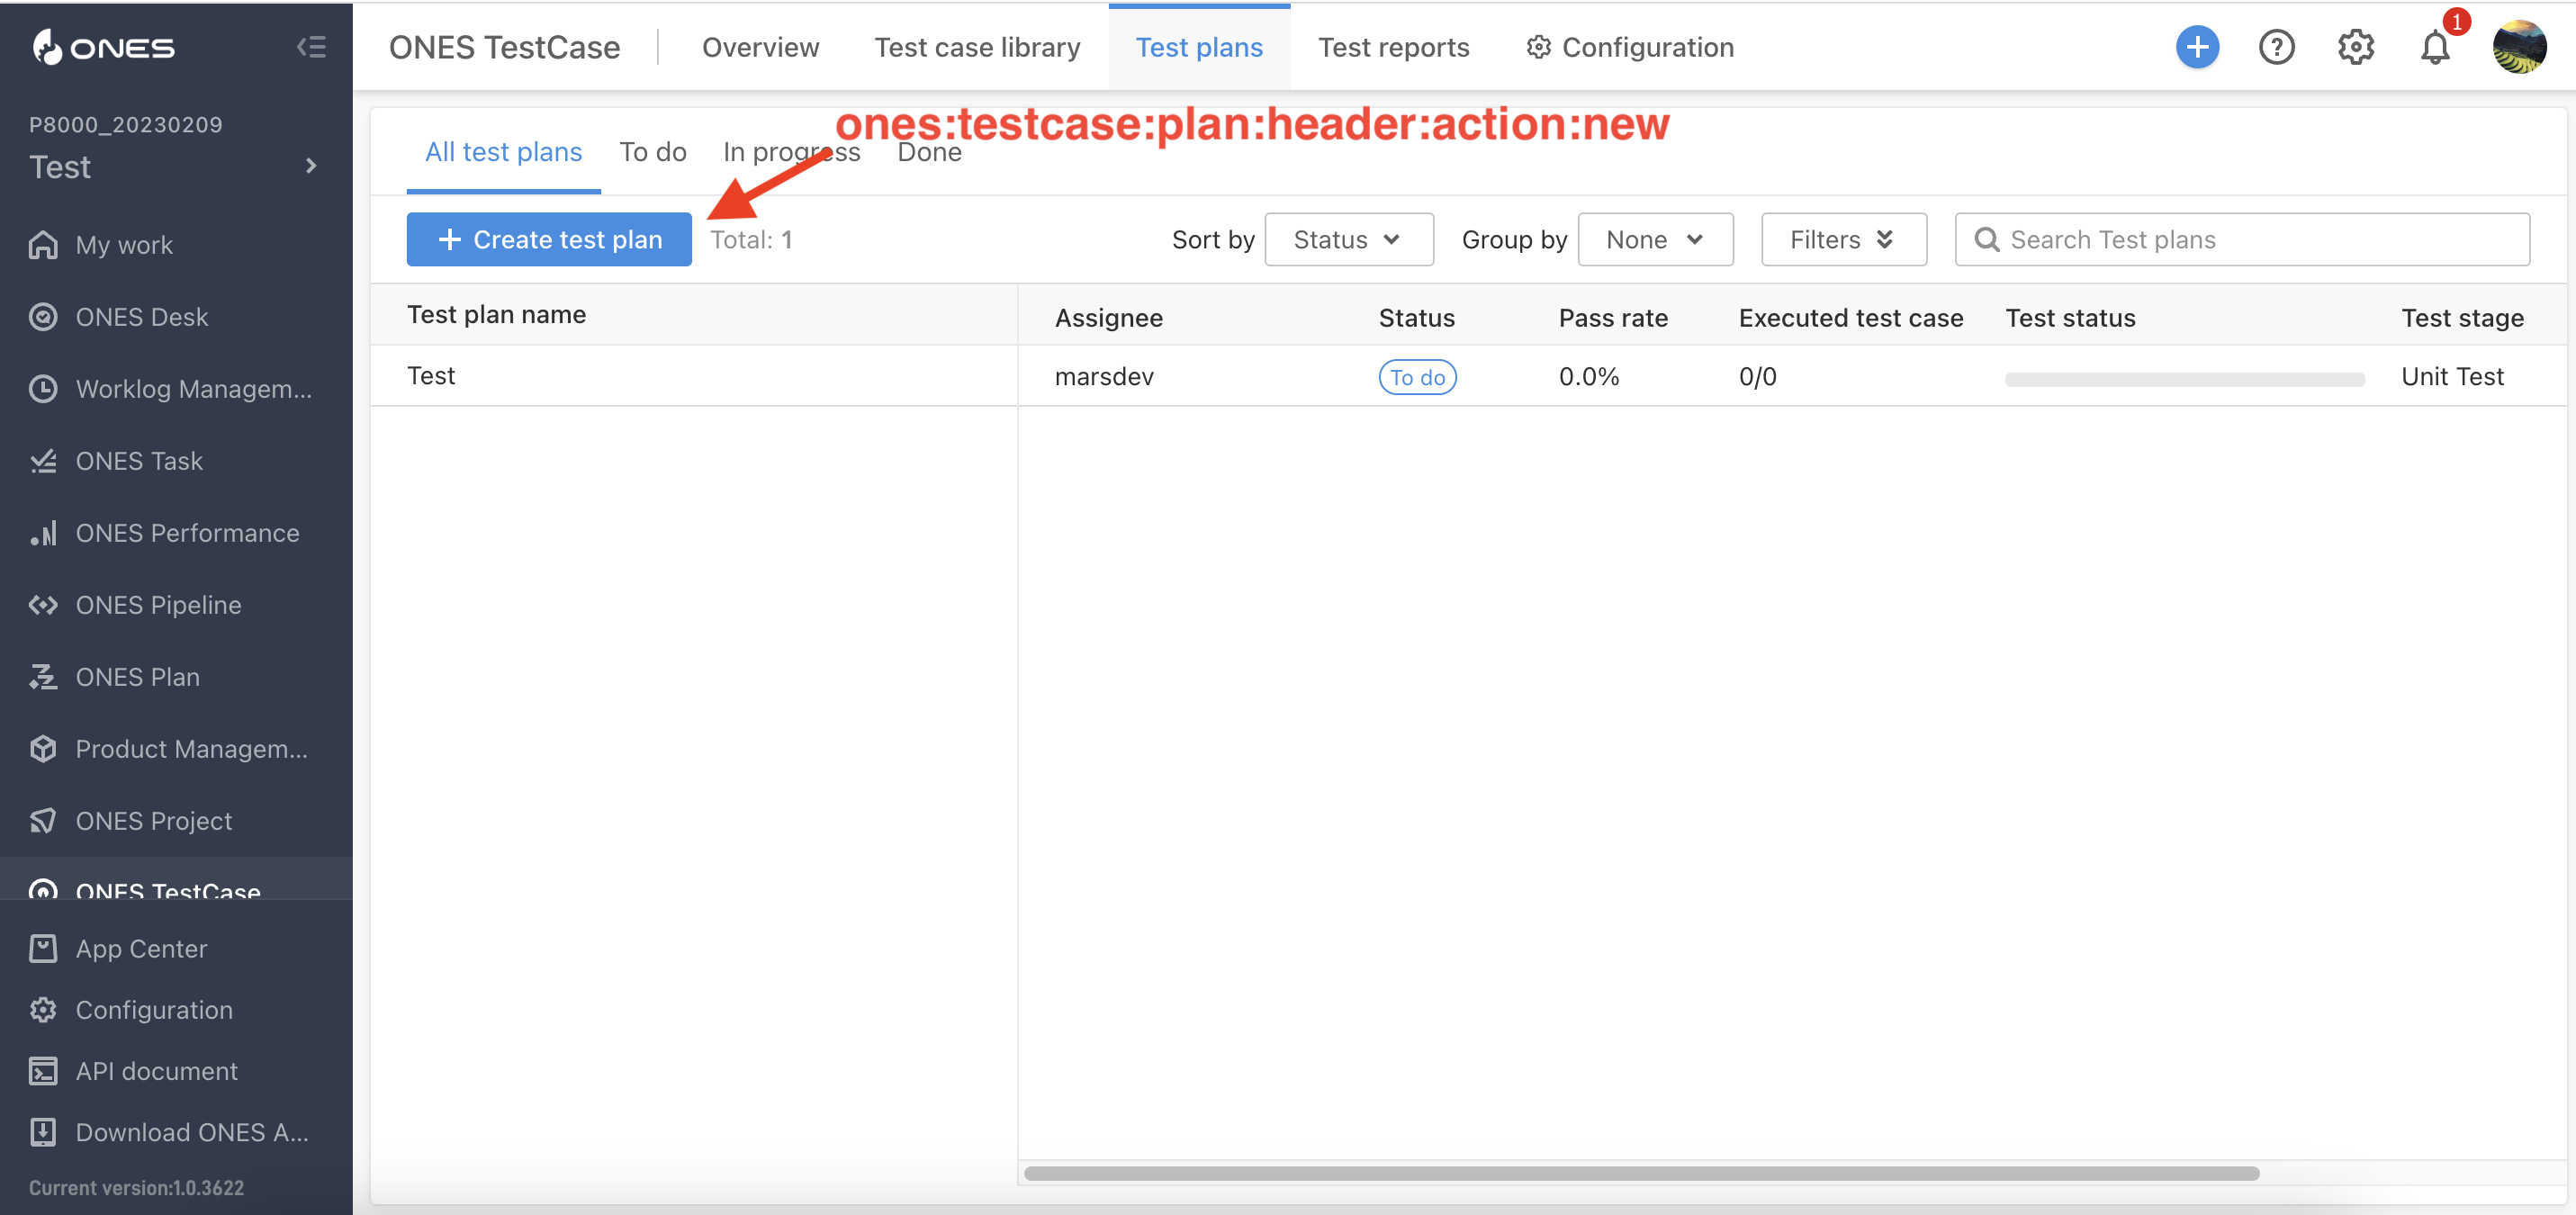 ONES
P8000_20230209
Test
My work
ONES Desk
Worklog Managem...
ONES Task
ONES Performance
ONES Pipeline
ONES Plan
Product Managem...
ONES Project
ONES TestCase
App Center
Configuration
API document
Download ONES A...
Current version:1.0.3622
ONES TestCase
Overview
Test case library
Test plans
Test reports
Configuration
1
ones:testcase:plan:header:action:new
All test plans
To do
In progress
Done
Create test plan
Total: 1
Sort by
Status
Group by
None
Filters
Search Test plans
Test plan name
Assignee
Status
Pass rate
Executed test case
Test status
Test stage
Test
marsdev
To do
0.0%
0/0
Unit Test